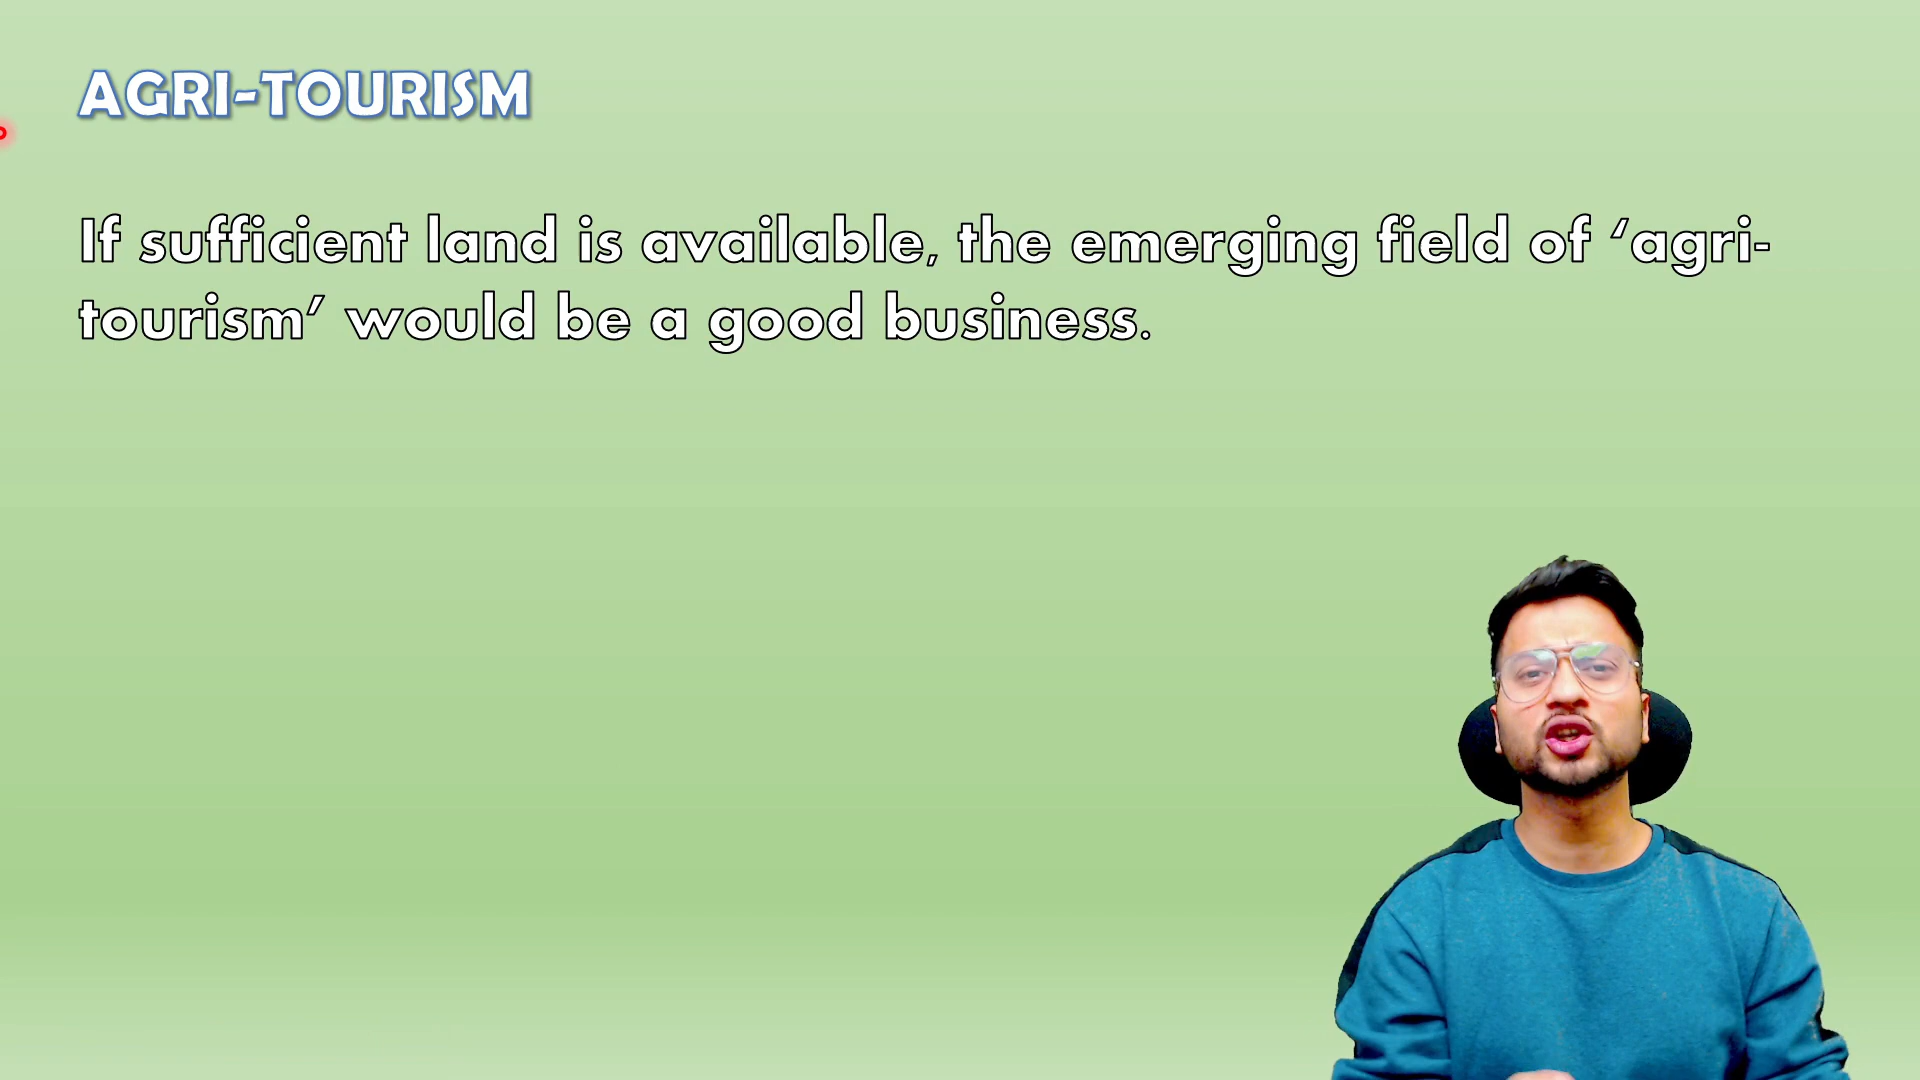 AGRI-TOURISM
If sufficient land is available, the emerging field of ‘agri-
tourism’ would be a good business.